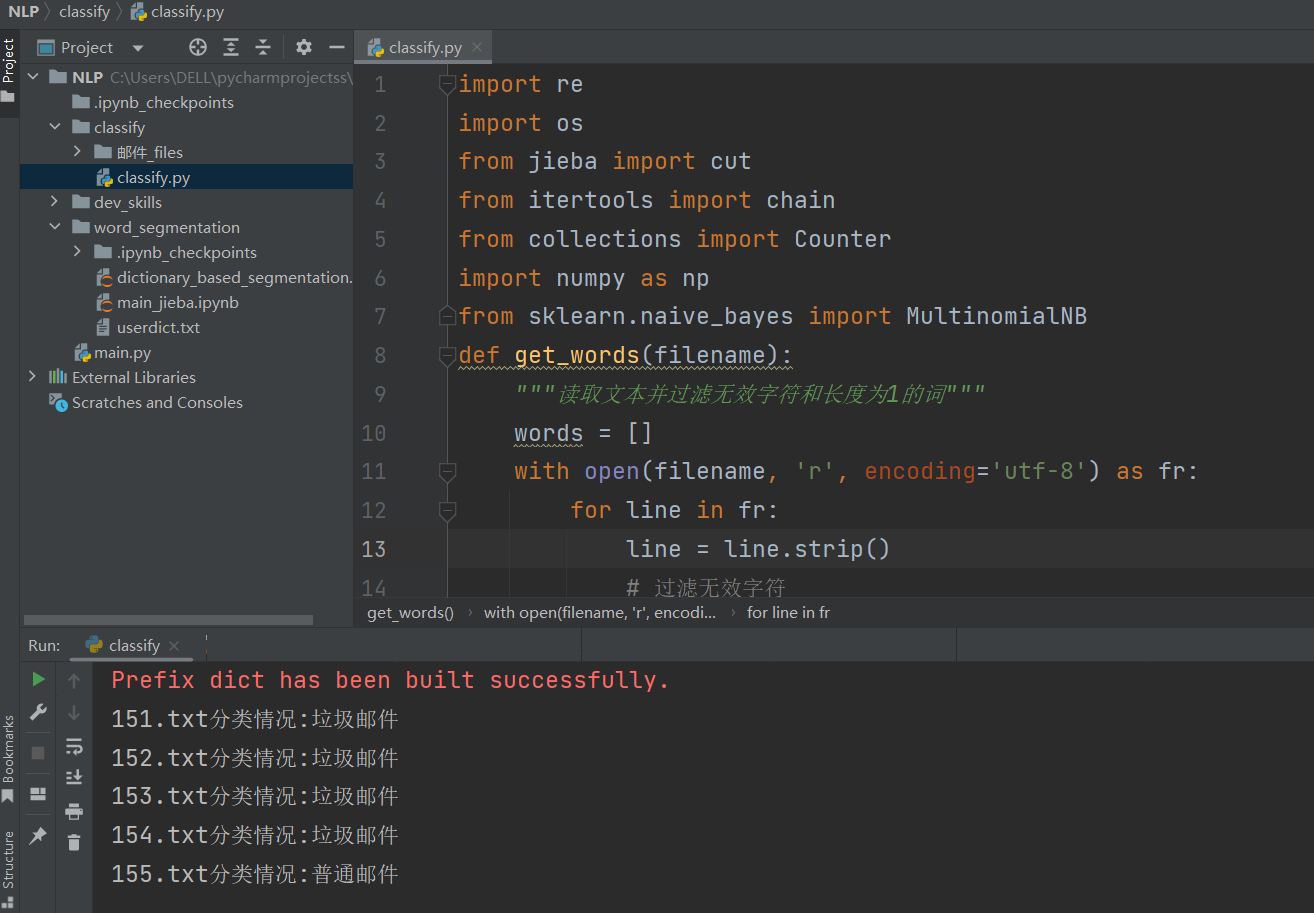 NLP classify classify.py
Project
Project
classify.py
NLP C:\Users\DELL\pycharmprojectss\
.ipynb_checkpoints
classify
邮件_files
classify.py
dev_skills
word_segmentation
.ipynb_checkpoints
dictionary_based_segmentation.
main_jieba.ipynb
userdict.txt
main.py
External Libraries
Scratches and Consoles
1 import re
2 import os
3 from jieba import cut
4 from itertools import chain
5 from collections import Counter
6 import numpy as np
7 from sklearn.naive_bayes import MultinomialNB
8 def get_words(filename):
9 """读取文本并过滤无效字符和长度为1的词"""
10 words = []
11 with open(filename, 'r', encoding='utf-8') as fr:
12 for line in fr:
13 line = line.strip()
14 # 过滤无效字符
get_words() › with open(filename, 'r', encodi... › for line in fr
Run: classify
Prefix dict has been built successfully.
151.txt分类情况:垃圾邮件
152.txt分类情况:垃圾邮件
153.txt分类情况:垃圾邮件
154.txt分类情况:垃圾邮件
155.txt分类情况:普通邮件
Bookmarks
Structure